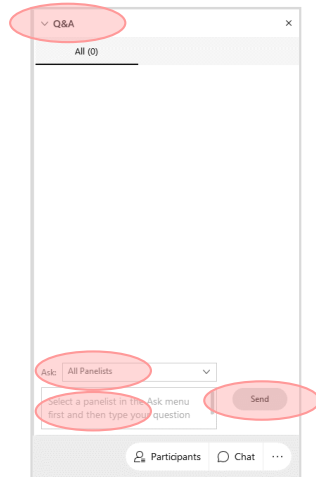 Q&A
All (0)
Ask: All Panelists
Select a panelist in the Ask menu
first and then type your question
Send
Participants Chat